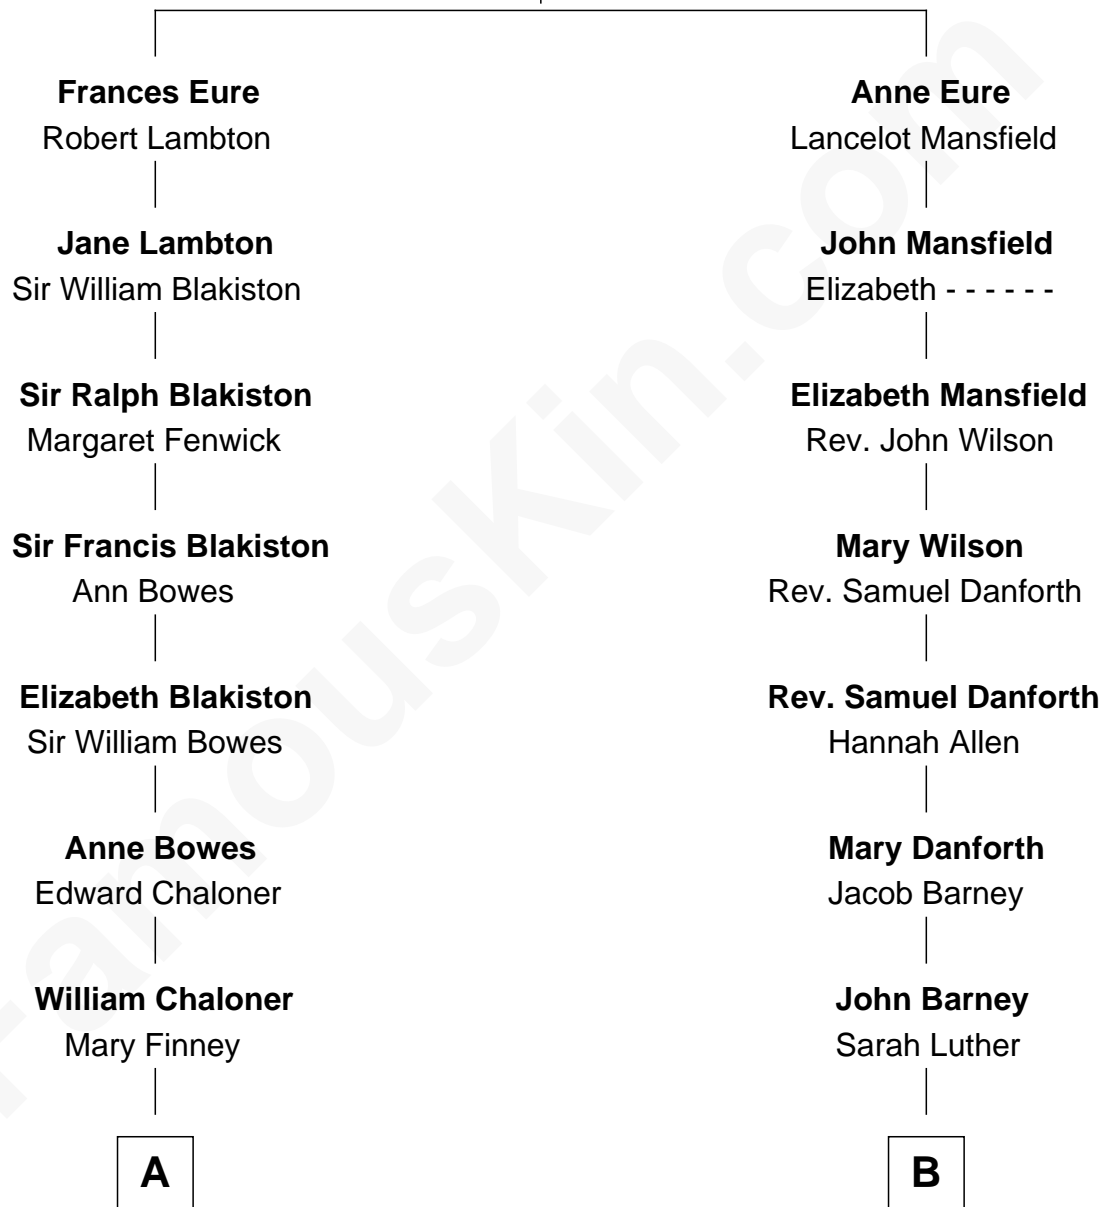 Frances Eure
Robert Lambton
Jane Lambton
Sir William Blakiston
Sir Ralph Blakiston
Margaret Fenwick
Sir Francis Blakiston
Ann Bowes
Elizabeth Blakiston
Sir William Bowes
Anne Bowes
Edward Chaloner
William Chaloner
Mary Finney
A
Anne Eure
Lancelot Mansfield
John Mansfield
Elizabeth - - - - - -
Elizabeth Mansfield
Rev. John Wilson
Mary Wilson
Rev. Samuel Danforth
Rev. Samuel Danforth
Hannah Allen
Mary Danforth
Jacob Barney
John Barney
Sarah Luther
B
FamousKin.com